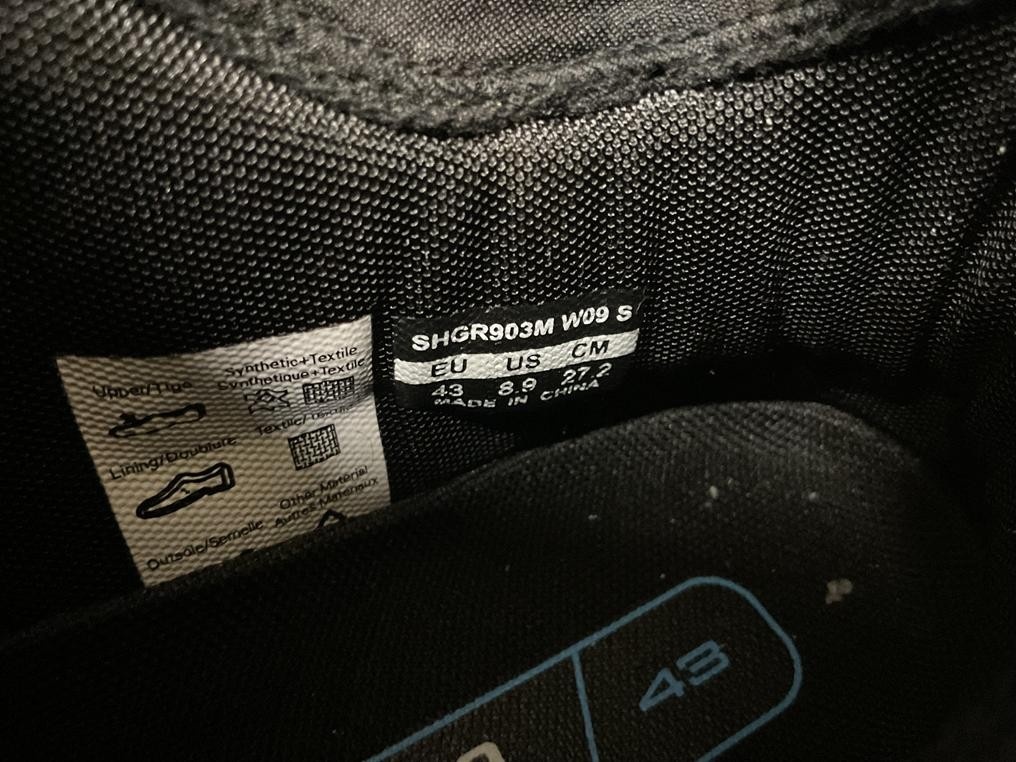 SHGR903M W09 S
EU US CM
43 8.9 27.2
MADE IN CHINA
Upper/Tige
Synthetic+Textile
Synthetique+Textile
Lining/Doublure
Textile/
Outsole/Semelle
Other Material
Autres Materiaux
43